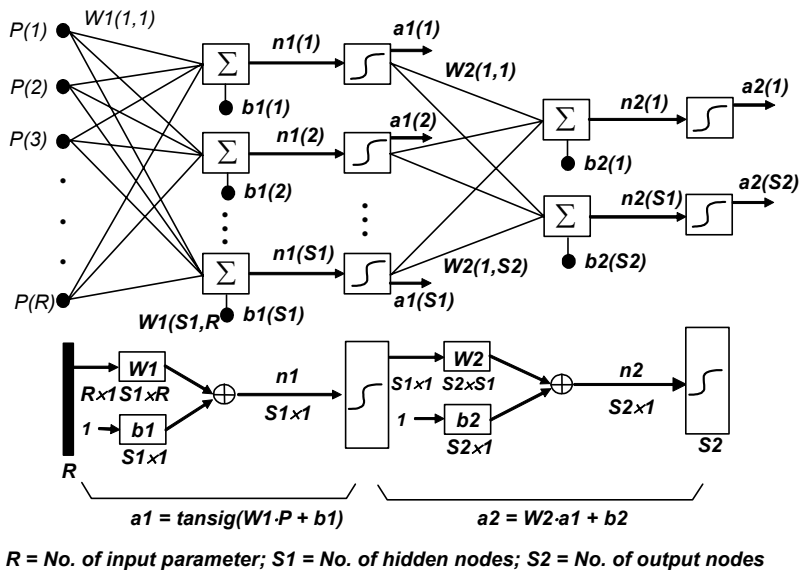 P(1) W1(1,1) n1(1) a1(1)
Σ
b1(1)
W2(1,1)
P(2) n1(2) a1(2) n2(1) a2(1)
P(3) Σ Σ
b1(2) b2(1)
n2(S1) a2(S2)
Σ
n1(S1) b2(S2)
Σ W2(1,S2)
P(R) a1(S1)
W1(S1,R b1(S1)
W1 n1 W2 n2
R×1 S1×R S1×1 S1×1 S2×S1 S2×1
1 b1 1 b2
S1×1 S2×1
R S2
a1 = tansig(W1·P + b1) a2 = W2·a1 + b2
R = No. of input parameter; S1 = No. of hidden nodes; S2 = No. of output nodes